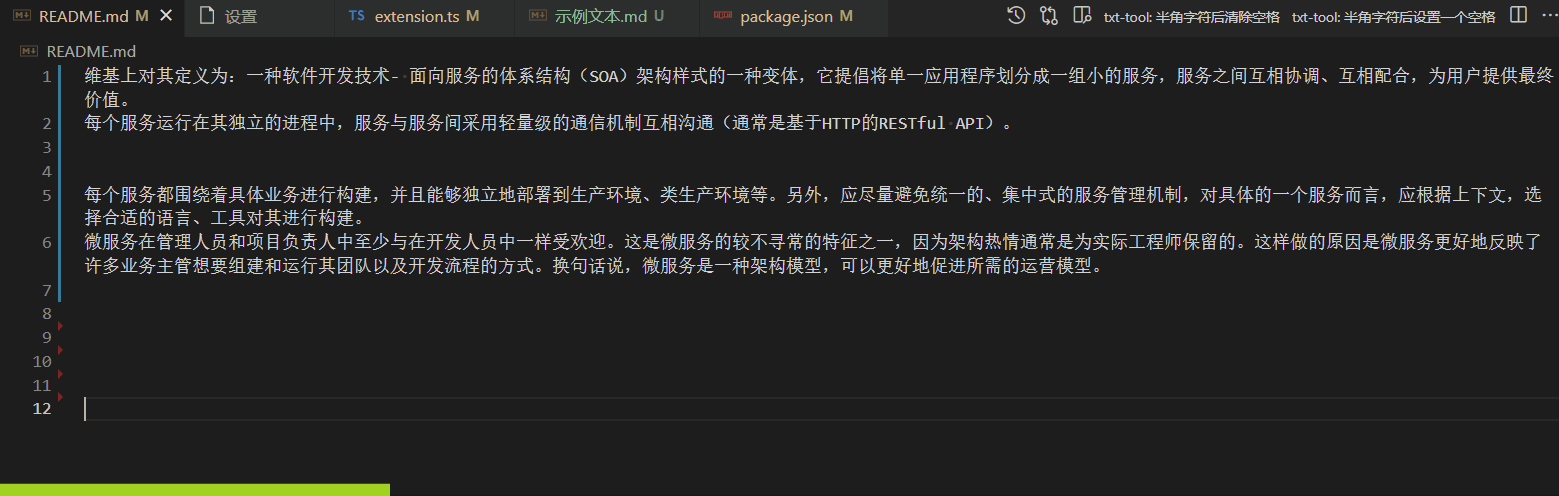 README.md M
设置
TS extension.ts M
示例文本.md U
package.json M
txt-tool: 半角字符后清除空格
txt-tool: 半角字符后设置一个空格
README.md
1 维基上对其定义为：一种软件开发技术- 面向服务的体系结构（SOA）架构样式的一种变体，它提倡将单一应用程序划分成一组小的服务，服务之间互相协调、互相配合，为用户提供最终
价值。
2 每个服务运行在其独立的进程中，服务与服务间采用轻量级的通信机制互相沟通（通常是基于HTTP的RESTful API）。
3
4
5 每个服务都围绕着具体业务进行构建，并且能够独立地部署到生产环境、类生产环境等。另外，应尽量避免统一的、集中式的服务管理机制，对具体的一个服务而言，应根据上下文，选
择合适的语言、工具对其进行构建。
6 微服务在管理人员和项目负责人中至少与在开发人员中一样受欢迎。这是微服务的较不寻常的特征之一，因为架构热情通常是为实际工程师保留的。这样做的原因是微服务更好地反映了
许多业务主管想要组建和运行其团队以及开发流程的方式。换句话说，微服务是一种架构模型，可以更好地促进所需的运营模型。
7
8
9
10
11
12